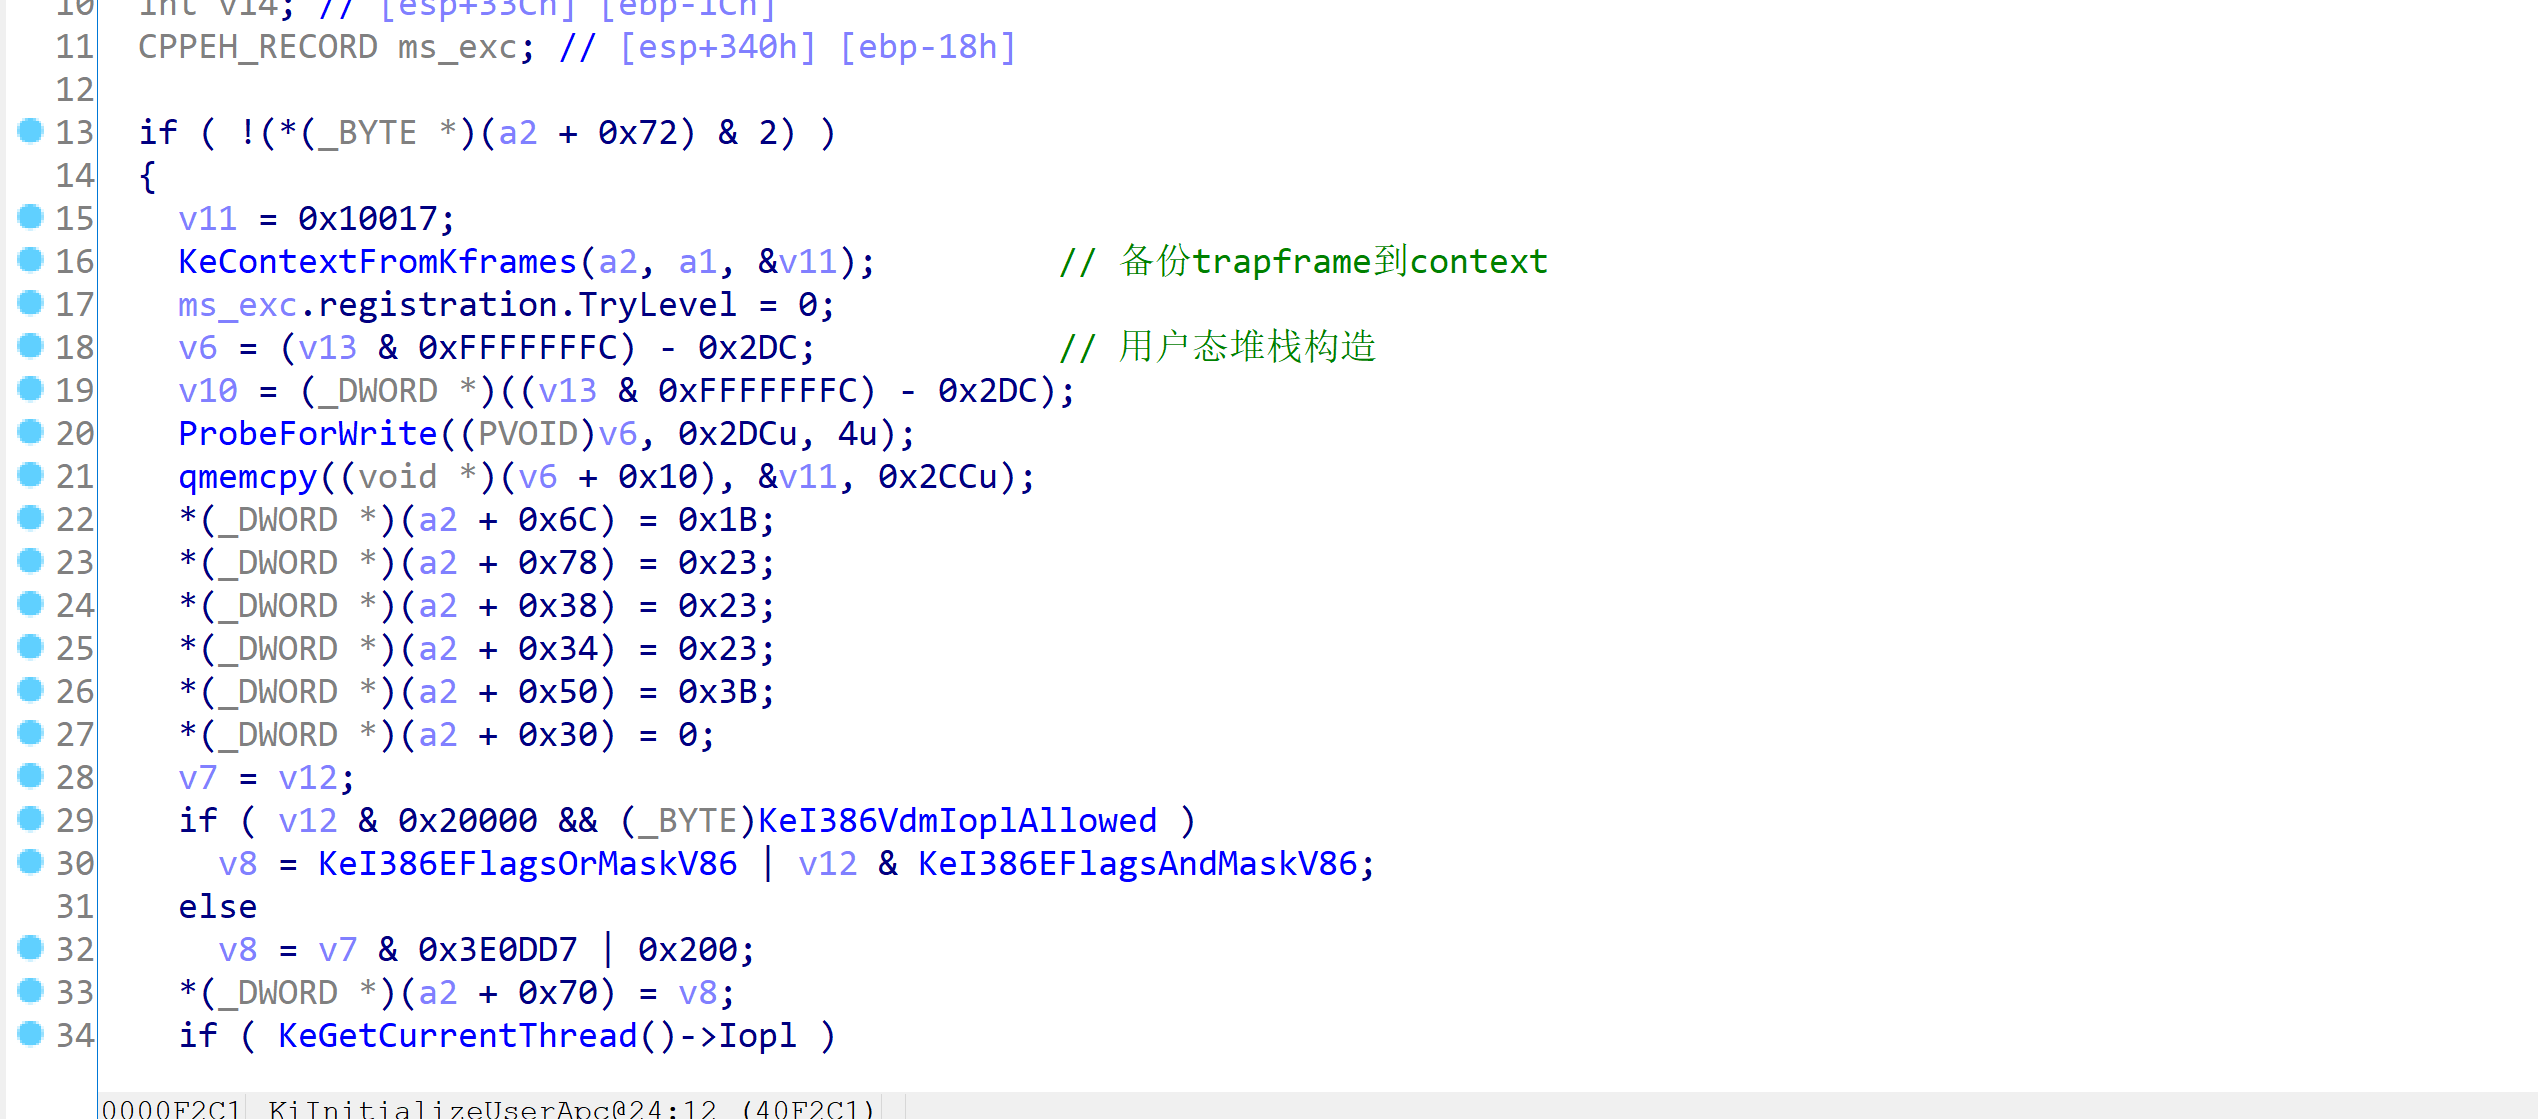 10 int v14; // [esp+33Ch] [ebp-1Ch]
11 CPPEH_RECORD ms_exc; // [esp+340h] [ebp-18h]
12
13 if ( !(*(_BYTE *)(a2 + 0x72) & 2) )
14 {
15 v11 = 0x10017;
16 KeContextFromKframes(a2, a1, &v11); // 备份trapframe到context
17 ms_exc.registration.TryLevel = 0;
18 v6 = (v13 & 0xFFFFFFFC) - 0x2DC; // 用户态堆栈构造
19 v10 = (_DWORD *)((v13 & 0xFFFFFFFC) - 0x2DC);
20 ProbeForWrite((PVOID)v6, 0x2DCu, 4u);
21 qmemcpy((void *)(v6 + 0x10), &v11, 0x2CCu);
22 *(_DWORD *)(a2 + 0x6C) = 0x1B;
23 *(_DWORD *)(a2 + 0x78) = 0x23;
24 *(_DWORD *)(a2 + 0x38) = 0x23;
25 *(_DWORD *)(a2 + 0x34) = 0x23;
26 *(_DWORD *)(a2 + 0x50) = 0x3B;
27 *(_DWORD *)(a2 + 0x30) = 0;
28 v7 = v12;
29 if ( v12 & 0x20000 && (_BYTE)KeI386VdmIoplAllowed )
30 v8 = KeI386EFlagsOrMaskV86 | v12 & KeI386EFlagsAndMaskV86;
31 else
32 v8 = v7 & 0x3E0DD7 | 0x200;
33 *(_DWORD *)(a2 + 0x70) = v8;
34 if ( KeGetCurrentThread()->Iopl )
0000F2C1 KiInitializeUserApc@24:12 (40F2C1)